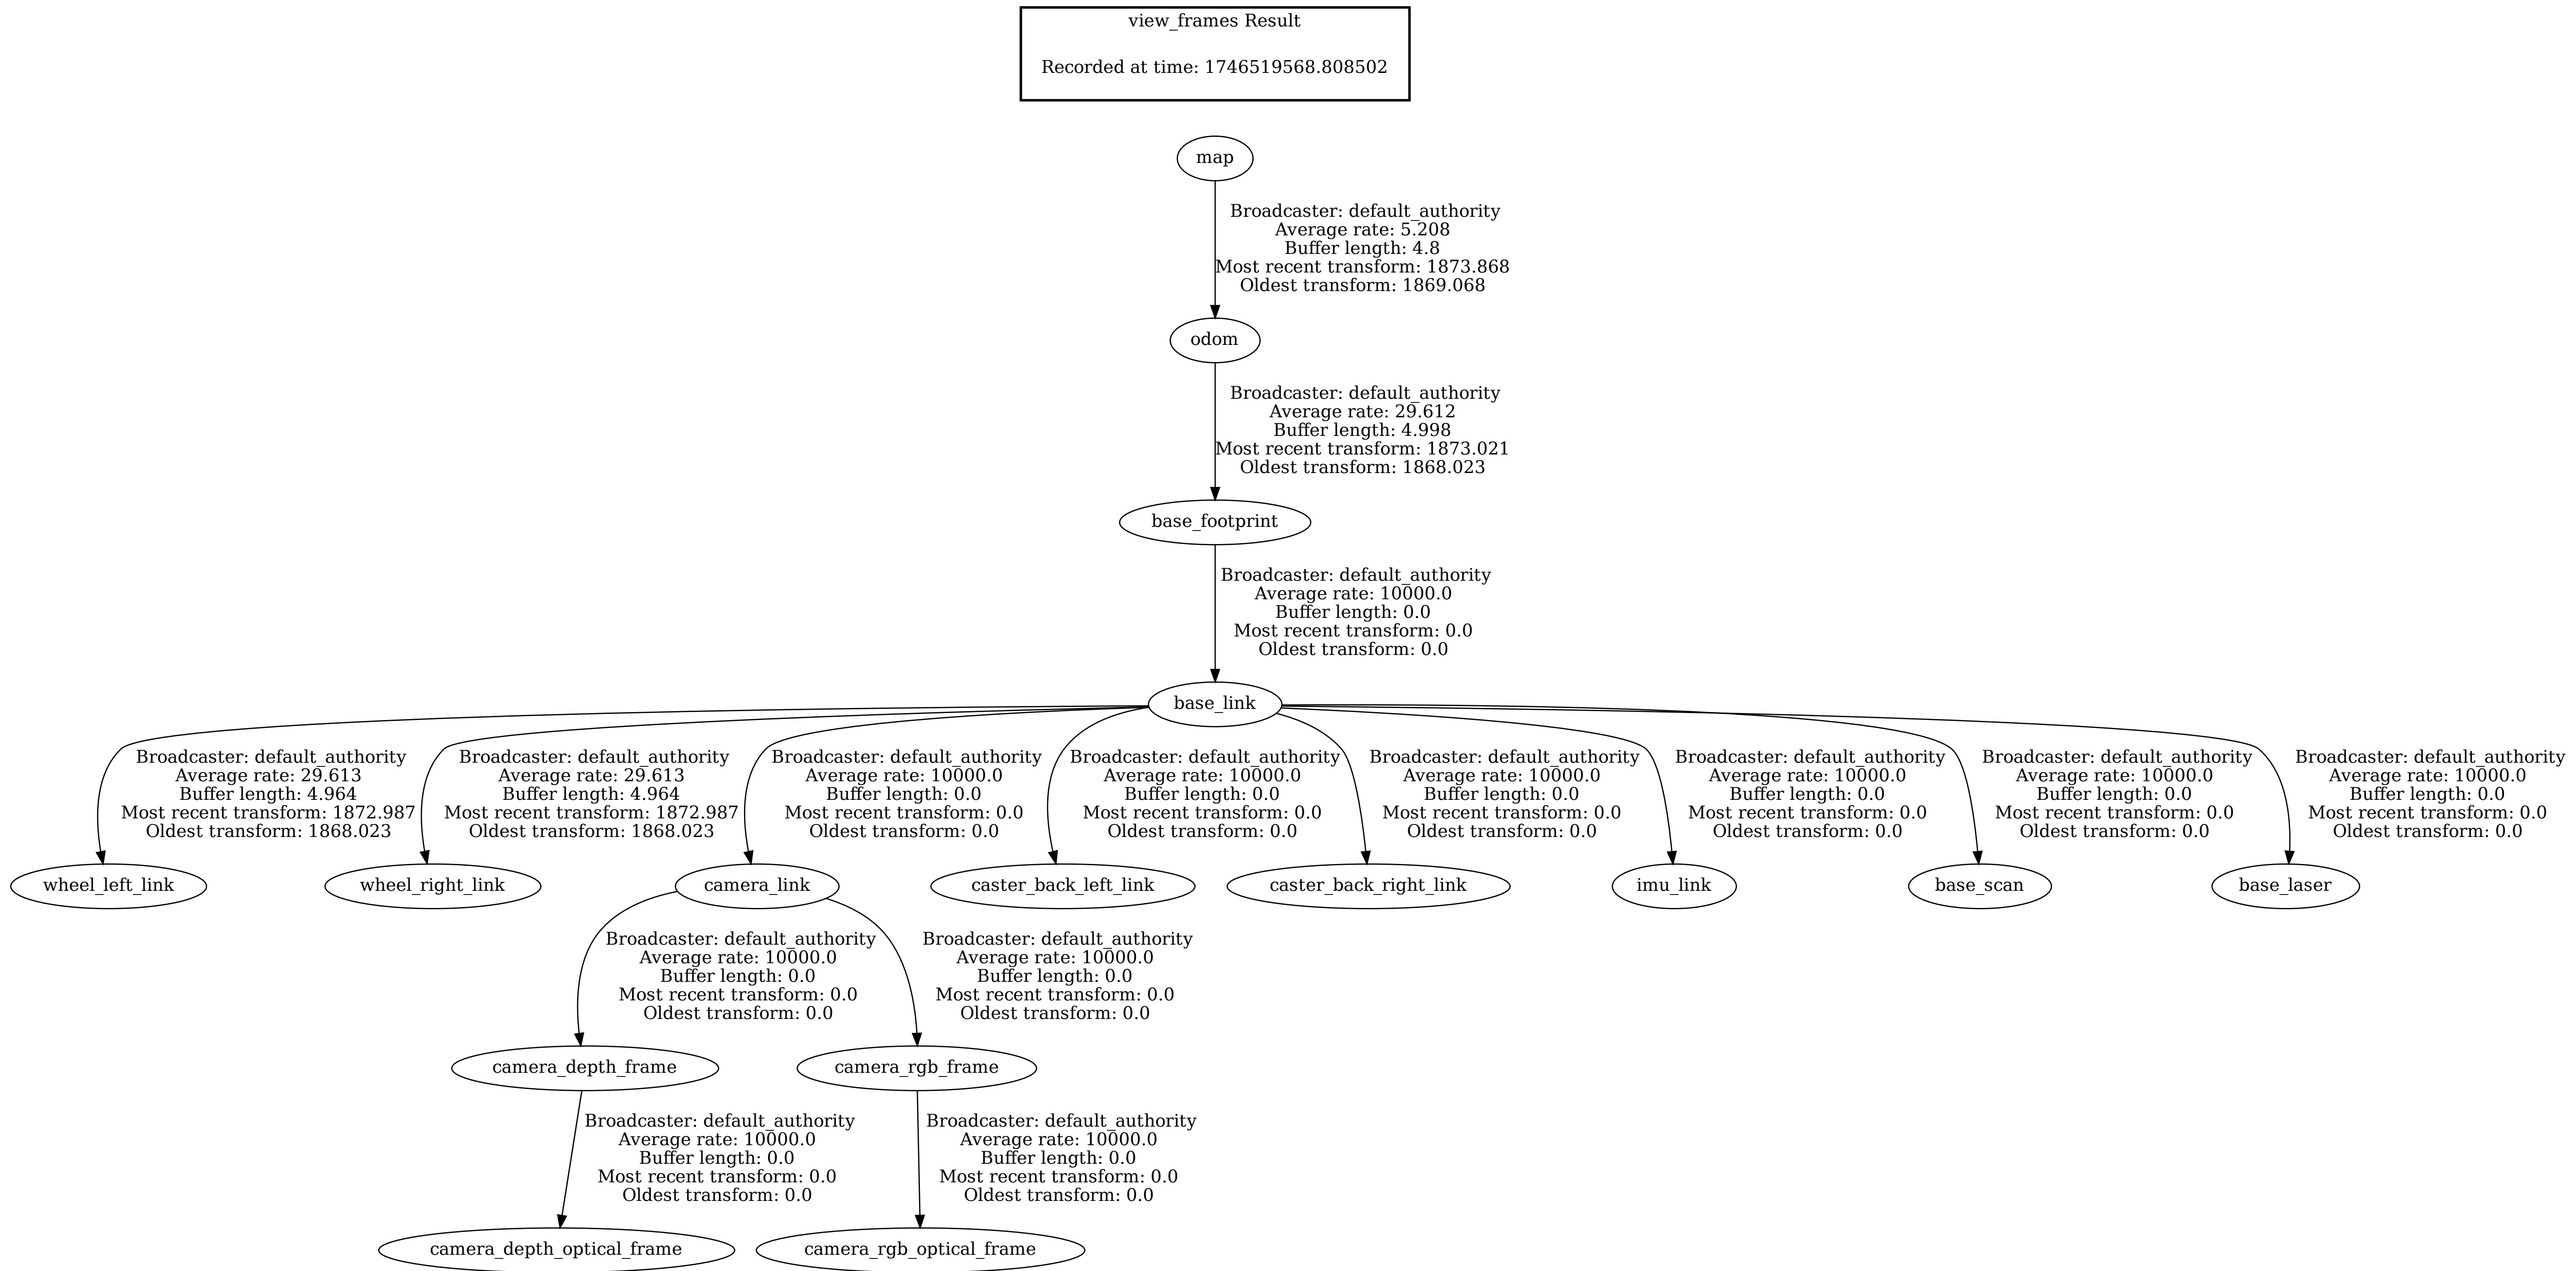 view_frames Result
Recorded at time: 1746519568.808502
map
Broadcaster: default_authority
Average rate: 5.208
Buffer length: 4.8
Most recent transform: 1873.868
Oldest transform: 1869.068
odom
Broadcaster: default_authority
Average rate: 29.612
Buffer length: 4.998
Most recent transform: 1873.021
Oldest transform: 1868.023
base_footprint
Broadcaster: default_authority
Average rate: 10000.0
Buffer length: 0.0
Most recent transform: 0.0
Oldest transform: 0.0
base_link
Broadcaster: default_authority
Average rate: 29.613
Buffer length: 4.964
Most recent transform: 1872.987
Oldest transform: 1868.023
Broadcaster: default_authority
Average rate: 29.613
Buffer length: 4.964
Most recent transform: 1872.987
Oldest transform: 1868.023
Broadcaster: default_authority
Average rate: 10000.0
Buffer length: 0.0
Most recent transform: 0.0
Oldest transform: 0.0
Broadcaster: default_authority
Average rate: 10000.0
Buffer length: 0.0
Most recent transform: 0.0
Oldest transform: 0.0
Broadcaster: default_authority
Average rate: 10000.0
Buffer length: 0.0
Most recent transform: 0.0
Oldest transform: 0.0
Broadcaster: default_authority
Average rate: 10000.0
Buffer length: 0.0
Most recent transform: 0.0
Oldest transform: 0.0
Broadcaster: default_authority
Average rate: 10000.0
Buffer length: 0.0
Most recent transform: 0.0
Oldest transform: 0.0
Broadcaster: default_authority
Average rate: 10000.0
Buffer length: 0.0
Most recent transform: 0.0
Oldest transform: 0.0
wheel_left_link
wheel_right_link
camera_link
caster_back_left_link
caster_back_right_link
imu_link
base_scan
base_laser
Broadcaster: default_authority
Average rate: 10000.0
Buffer length: 0.0
Most recent transform: 0.0
Oldest transform: 0.0
Broadcaster: default_authority
Average rate: 10000.0
Buffer length: 0.0
Most recent transform: 0.0
Oldest transform: 0.0
camera_depth_frame
camera_rgb_frame
Broadcaster: default_authority
Average rate: 10000.0
Buffer length: 0.0
Most recent transform: 0.0
Oldest transform: 0.0
Broadcaster: default_authority
Average rate: 10000.0
Buffer length: 0.0
Most recent transform: 0.0
Oldest transform: 0.0
camera_depth_optical_frame
camera_rgb_optical_frame